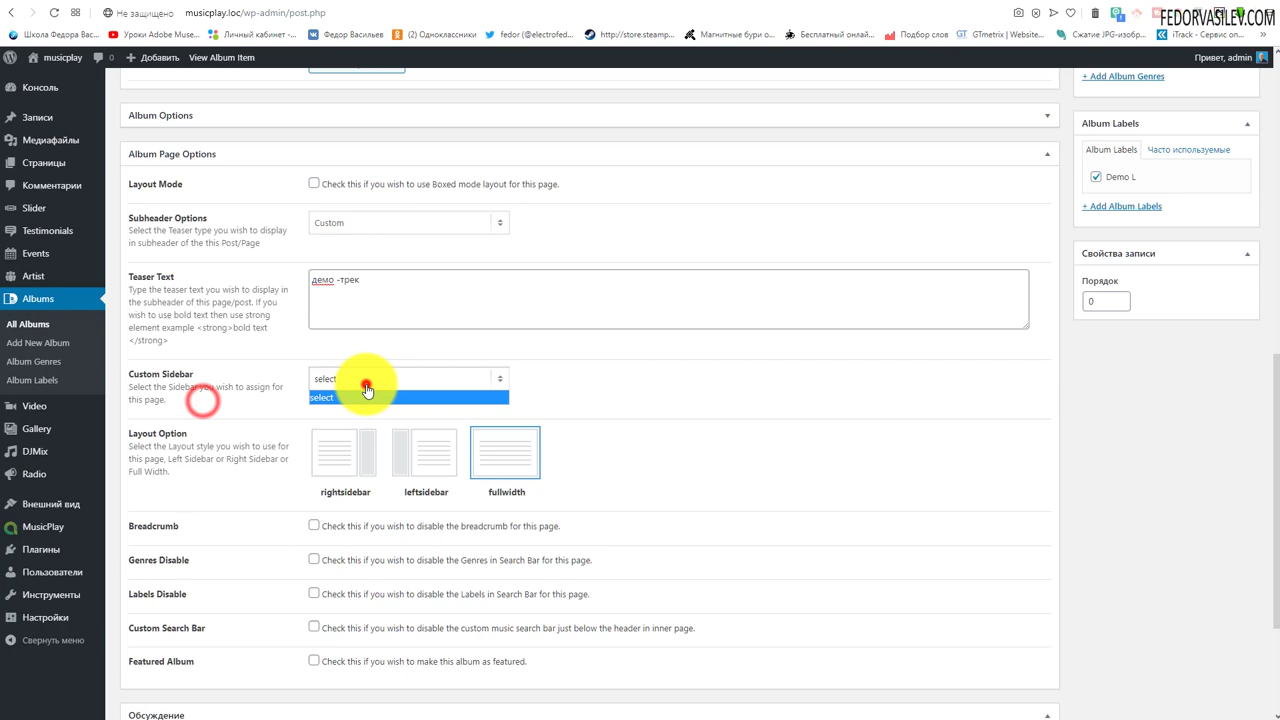 Не защищено
musicplay.loc/wp-admin/post.php
FEDORVASILEV.COM
Школа Федора Вас...
Уроки Adobe Muse...
Личный кабинет -...
Федор Васильев
(2) Одноклассники
fedor (@electrofed...
http://store.steamp...
Магнитные бури о...
Бесплатный онлай...
Подбор слов
GTmetrix | Website...
Сжатие JPG-изобр...
iTrack - Сервис оп...
musicplay
0
Добавить
View Album Item
Привет, admin
Консоль
Записи
Медиафайлы
Страницы
Комментарии
Slider
Testimonials
Events
Artist
Albums
All Albums
Add New Album
Album Genres
Album Labels
Video
Gallery
DJMix
Radio
Внешний вид
MusicPlay
Плагины
Пользователи
Инструменты
Настройки
Свернуть меню
Album Options
Album Page Options
Layout Mode
Check this if you wish to use Boxed mode layout for this page.
Subheader Options
Select the Teaser type you wish to display
in subheader of the this Post/Page
Custom
Teaser Text
Type the teaser text you wish to display in
the subheader of this page/post. If you
wish to use bold text then use strong
element example <strong>bold text
</strong>
демо -трек
Custom Sidebar
Select the Sidebar you wish to assign for
this page.
select
select
Layout Option
Select the Layout style you wish to use for
this page, Left Sidebar or Right Sidebar or
Full Width.
rightsidebar
leftsidebar
fullwidth
Breadcrumb
Check this if you wish to disable the breadcrumb for this page.
Genres Disable
Check this if you wish to disable the Genres in Search Bar for this page.
Labels Disable
Check this if you wish to disable the Labels in Search Bar for this page.
Custom Search Bar
Check this if you wish to disable the custom music search bar just below the header in inner page.
Featured Album
Check this if you wish to make this album as featured.
Обсуждение
+ Add Album Genres
Album Labels
Album Labels
Часто используемые
Demo L
+ Add Album Labels
Свойства записи
Порядок
0